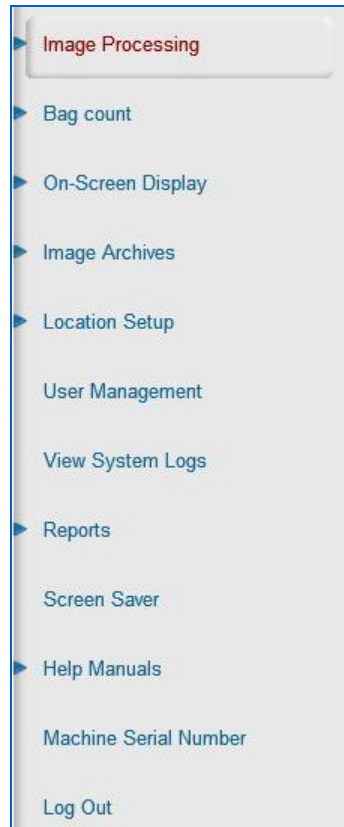 Image Processing
Bag count
On-Screen Display
Image Archives
Location Setup
User Management
View System Logs
Reports
Screen Saver
Help Manuals
Machine Serial Number
Log Out